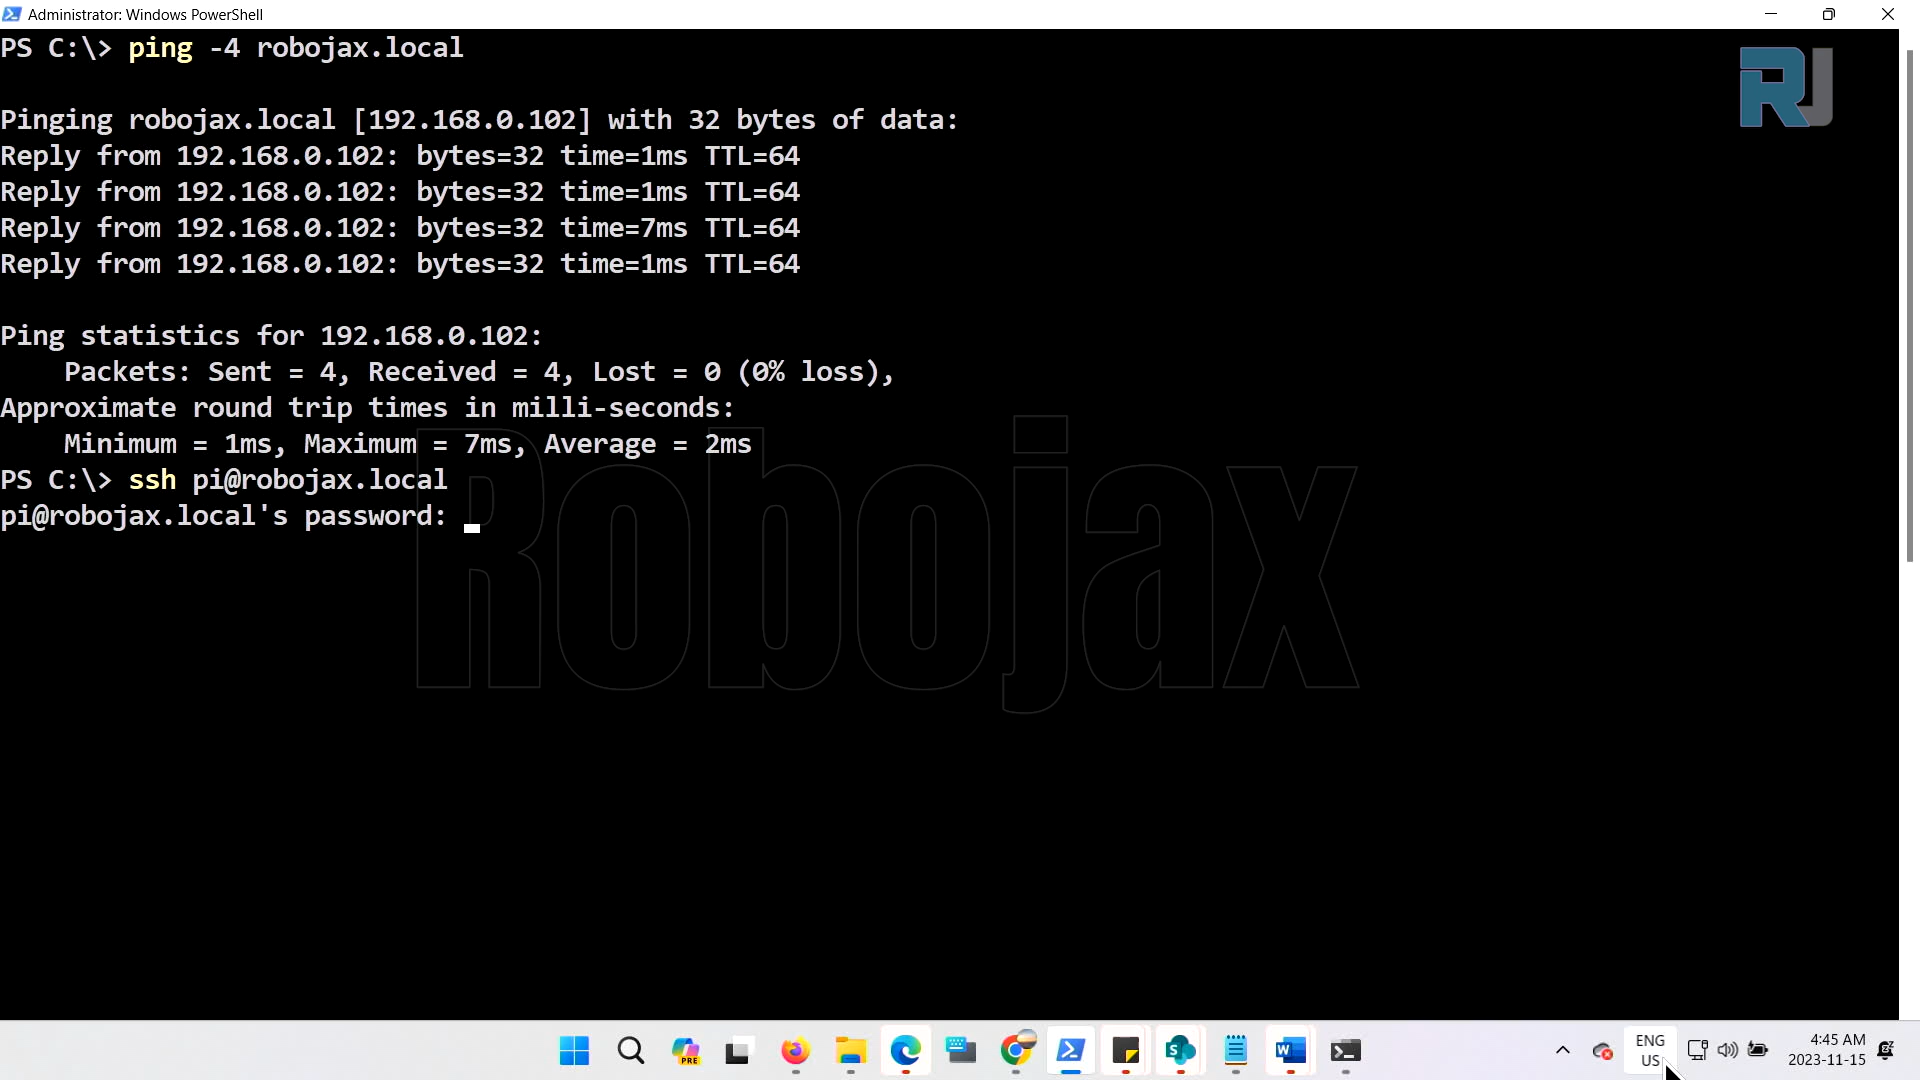 Administrator: Windows PowerShell
PS C:\> ping -4 robojax.local
Pinging robojax.local [192.168.0.102] with 32 bytes of data:
Reply from 192.168.0.102: bytes=32 time=1ms TTL=64
Reply from 192.168.0.102: bytes=32 time=1ms TTL=64
Reply from 192.168.0.102: bytes=32 time=7ms TTL=64
Reply from 192.168.0.102: bytes=32 time=1ms TTL=64
Ping statistics for 192.168.0.102:
Packets: Sent = 4, Received = 4, Lost = 0 (0% loss),
Approximate round trip times in milli-seconds:
Minimum = 1ms, Maximum = 7ms, Average = 2ms
PS C:\> ssh pi@robojax.local
pi@robojax.local's password:
RJ
Robojax
PRE
ENG
US
4:45 AM
2023-11-15